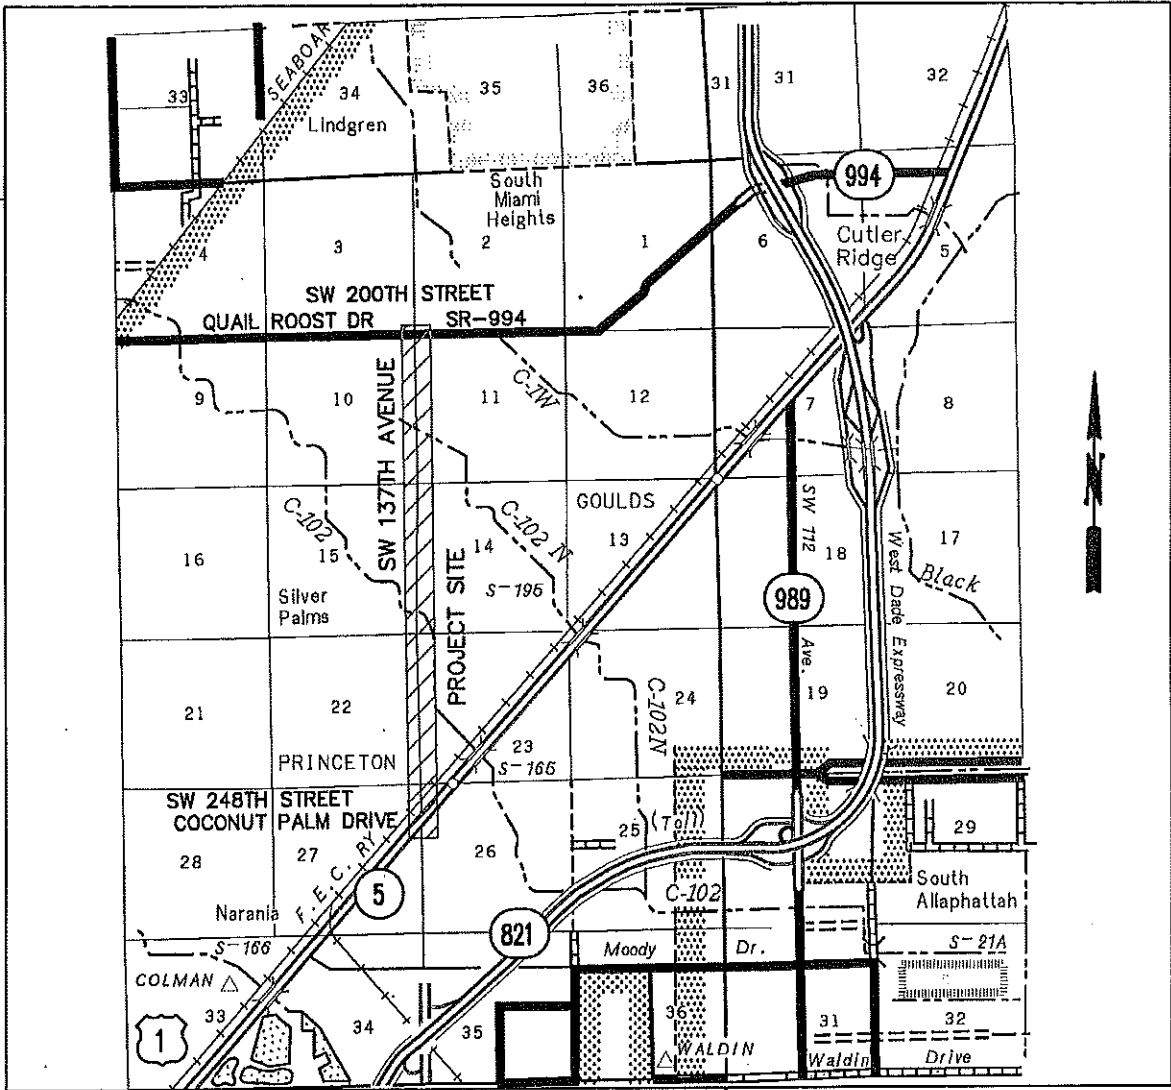 SEABOAR
33
34
Lindgren
35
36
31
31
32
994
South
Miami
Heights
4
3
2
1
6
Cutler
Ridge
5
SW 200TH STREET
QUAIL ROOST DR
SR-994
9
10
SW 137TH AVENUE
11
C-1W
12
7
8
N
C-102
C-102 N
GOULDS
SW 112
Ave.
16
15
14
13
18
17
West Dade Expressway
Black
Silver
Palms
S-195
989
PROJECT SITE
21
22
23
C-102N
24
19
20
PRINCETON
S-166
SW 248TH STREET
COCONUT PALM DRIVE
28
27
26
25
(Toll)
29
F.E.C. RY
5
C-102
South
Allaphattah
Narania
821
S-166
Moody
Dr.
S-21A
COLMAN
1
33
34
35
36
31
32
WALDIN
Waldin
Drive